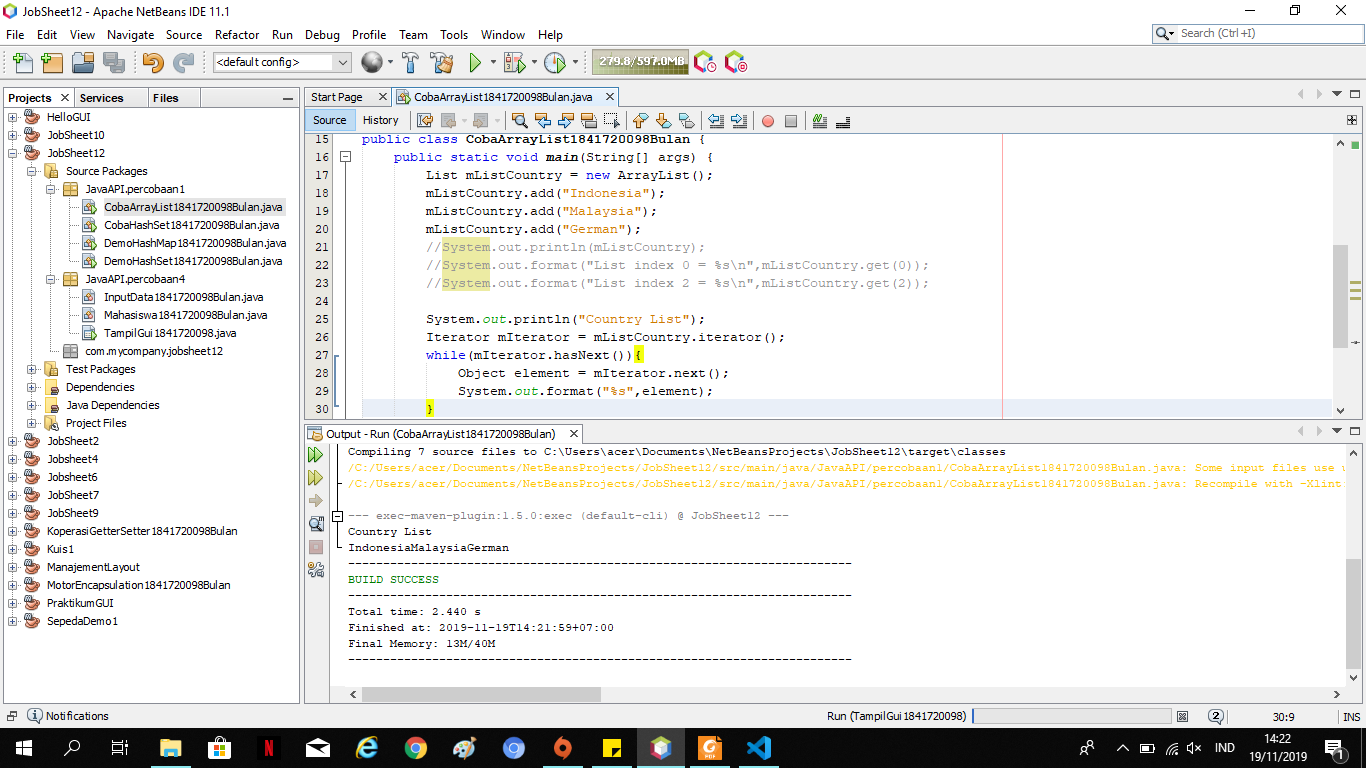 JobSheet12 - Apache NetBeans IDE 11.1
File Edit View Navigate Source Refactor Run Debug Profile Team Tools Window Help
Search (Ctrl+I)
<default config>
279.8/597.0MB
Projects Services Files
HelloGUI
JobSheet10
JobSheet12
Source Packages
JavaAPI.percobaan1
CobaArrayList1841720098Bulan.java
CobaHashSet1841720098Bulan.java
DemoHashMap1841720098Bulan.java
DemoHashSet1841720098Bulan.java
JavaAPI.percobaan4
InputData1841720098Bulan.java
Mahasiswa1841720098Bulan.java
TampilGui1841720098.java
com.mycompany.jobsheet12
Test Packages
Dependencies
Java Dependencies
Project Files
JobSheet2
Jobsheet4
Jobsheet6
JobSheet7
JobSheet9
KoperasiGetterSetter1841720098Bulan
Kuis1
ManajementLayout
MotorEncapsulation1841720098Bulan
PraktikumGUI
SepedaDemo1
Start Page CobaArrayList1841720098Bulan.java
Source History
15 public class CobaArrayList1841720098Bulan {
16 public static void main(String[] args) {
17 List mListCountry = new ArrayList();
18 mListCountry.add("Indonesia");
19 mListCountry.add("Malaysia");
20 mListCountry.add("German");
21 //System.out.println(mListCountry);
22 //System.out.format("List index 0 = %s\n",mListCountry.get(0));
23 //System.out.format("List index 2 = %s\n",mListCountry.get(2));
24
25 System.out.println("Country List");
26 Iterator mIterator = mListCountry.iterator();
27 while(mIterator.hasNext()){
28 Object element = mIterator.next();
29 System.out.format("%s",element);
30 }
Output - Run (CobaArrayList1841720098Bulan)
Compiling 7 source files to C:\Users\acer\Documents\NetBeansProjects\JobSheet12\target\classes
/C:/Users/acer/Documents/NetBeansProjects/JobSheet12/src/main/java/JavaAPI/percobaan1/CobaArrayList1841720098Bulan.java: Some input files use
/C:/Users/acer/Documents/NetBeansProjects/JobSheet12/src/main/java/JavaAPI/percobaan1/CobaArrayList1841720098Bulan.java: Recompile with -Xlint
--- exec-maven-plugin:1.5.0:exec (default-cli) @ JobSheet12 ---
Country List
IndonesiaMalaysiaGerman
------------------------------------------------------------------------
BUILD SUCCESS
------------------------------------------------------------------------
Total time: 2.440 s
Finished at: 2019-11-19T14:21:59+07:00
Final Memory: 13M/40M
------------------------------------------------------------------------
Notifications
Run (TampilGui1841720098)
2
30:9
INS
IND
14:22
19/11/2019
1